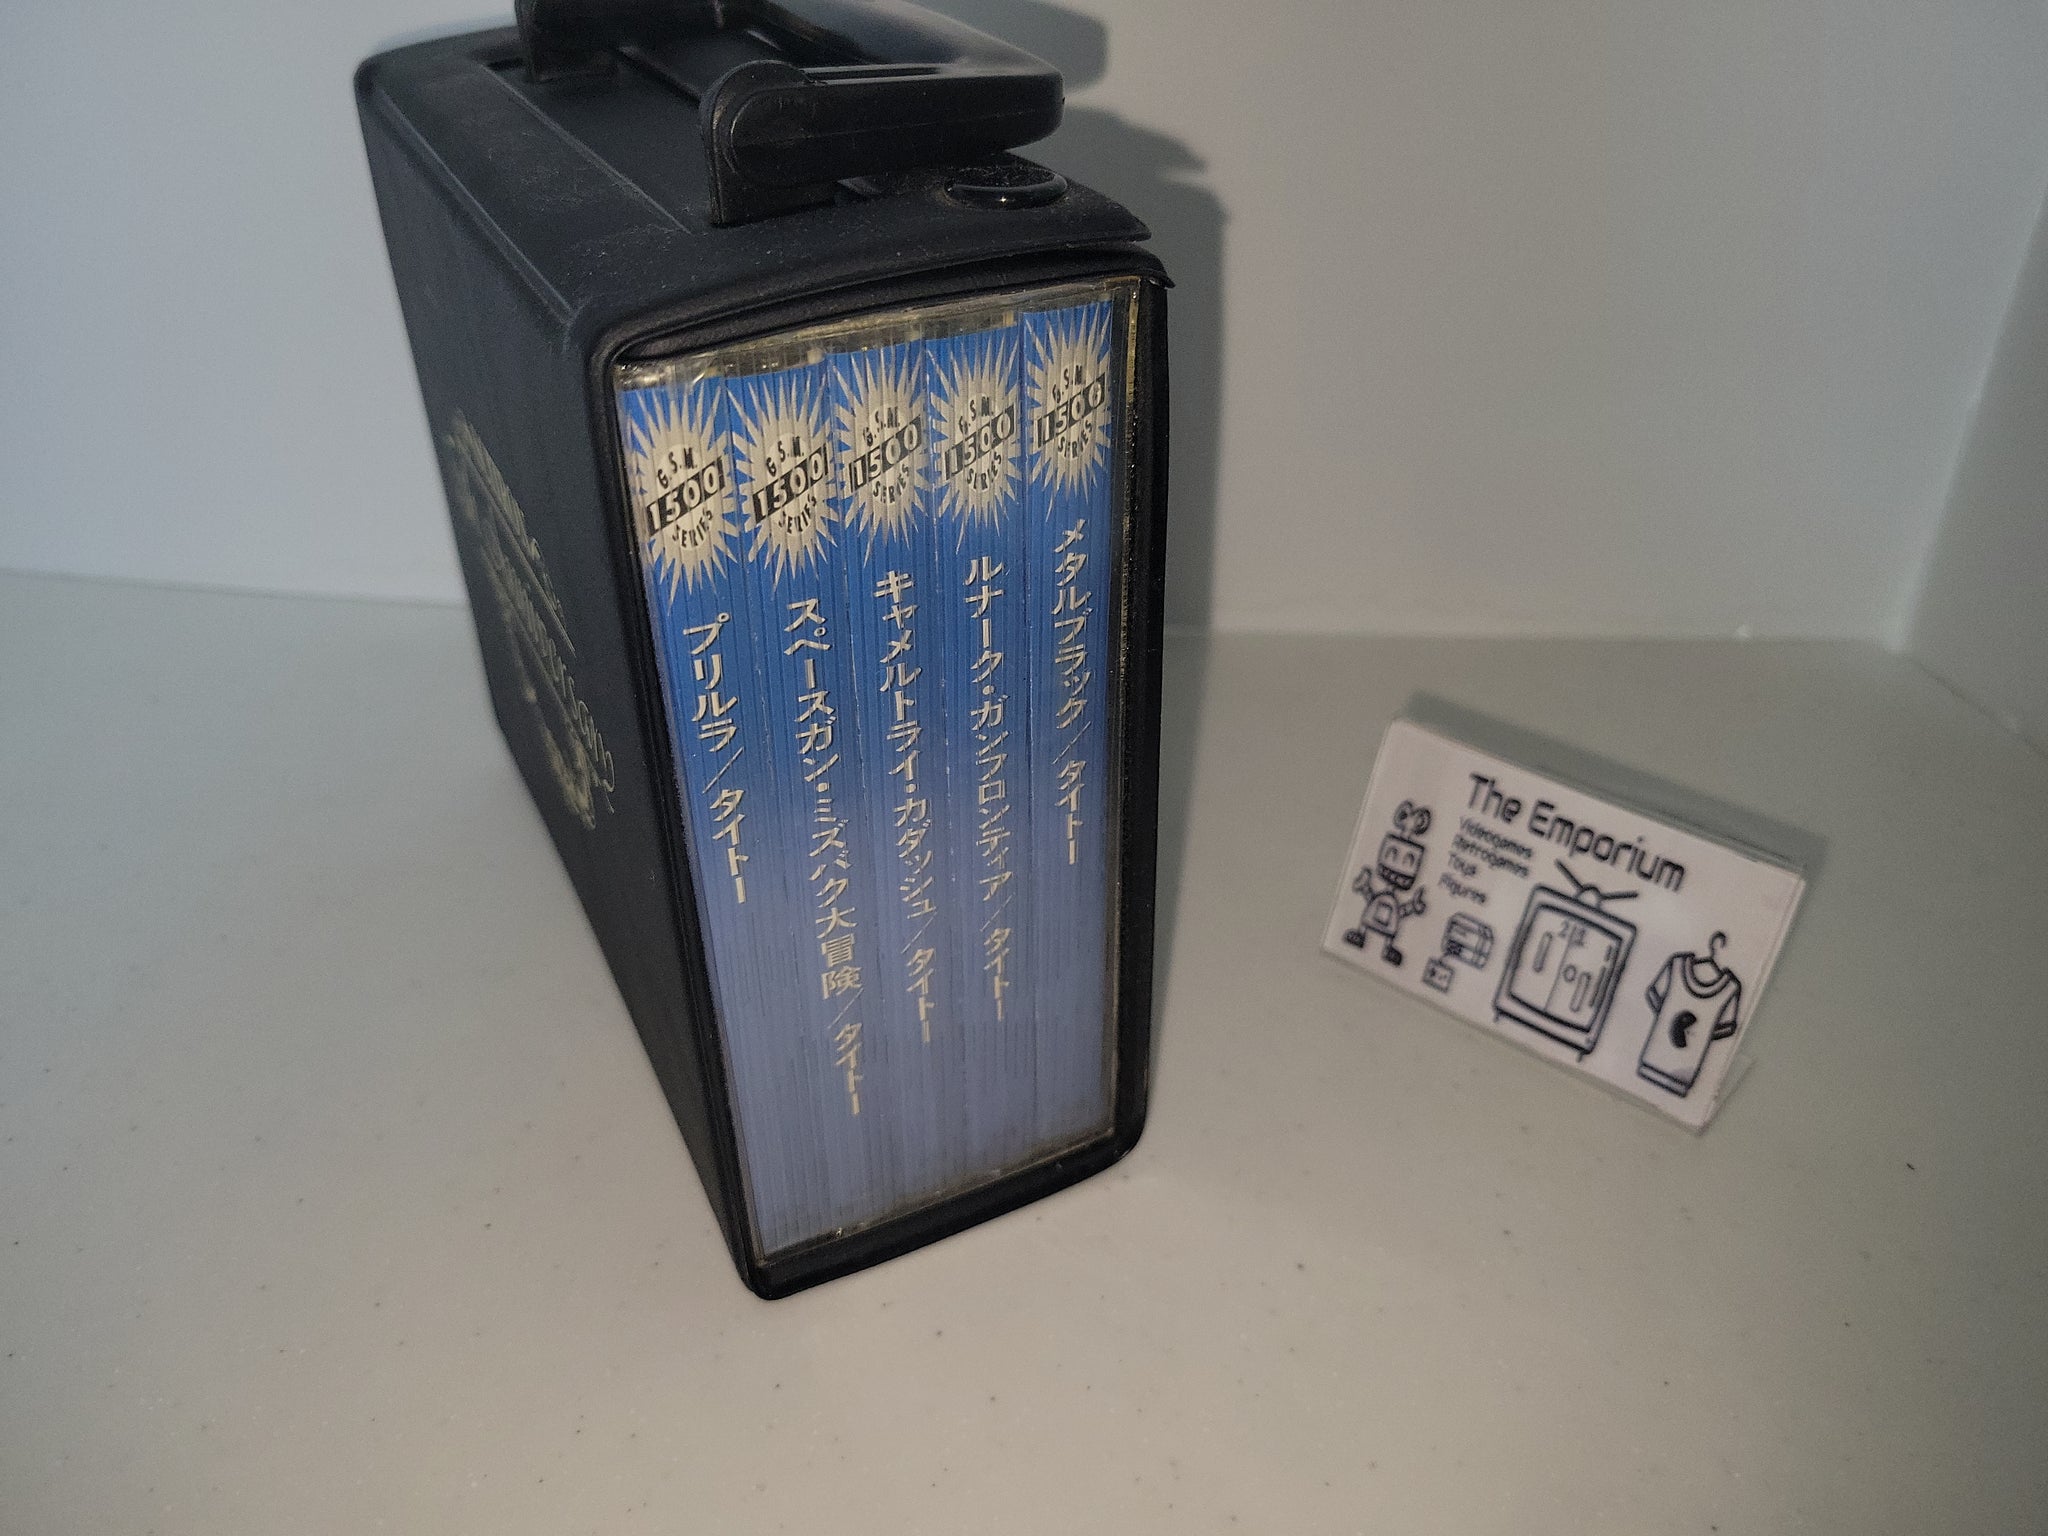 G.S.M.
1500
SERIES
プリルラ/タイトー
G.S.M.
1500
SERIES
スペースガン・ミズバク大冒険/タイトー
G.S.M.
1500
SERIES
キャメルトライ・カダッシュ/タイトー
G.S.M.
1500
SERIES
ルナーク・ガンフロンティア/タイトー
G.S.M.
1500
SERIES
メタルブラック/タイトー
The Emporium
Videogames
Retrogames
Toys
Figures